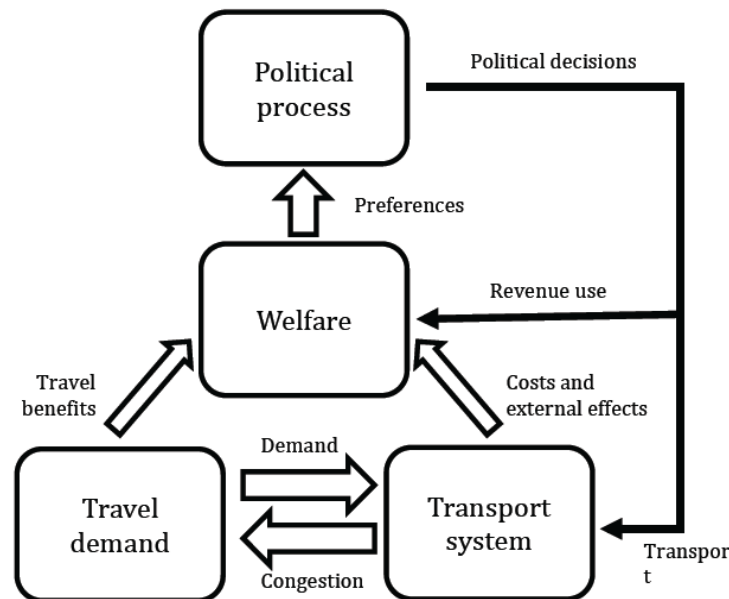 Political
process
Political decisions
Preferences
Welfare
Revenue use
Travel
benefits
Costs and
external effects
Demand
Travel
demand
Transport
system
Congestion
Transpor
t